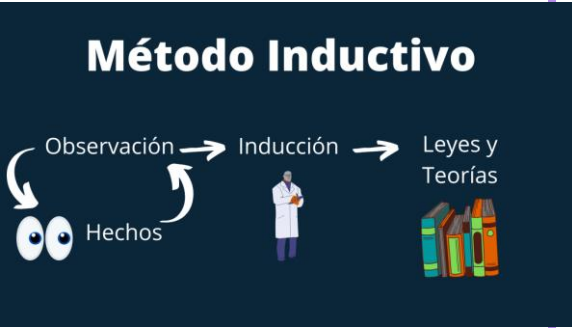 Método Inductivo
Observación
Inducción
Leyes y
Teorías
Hechos